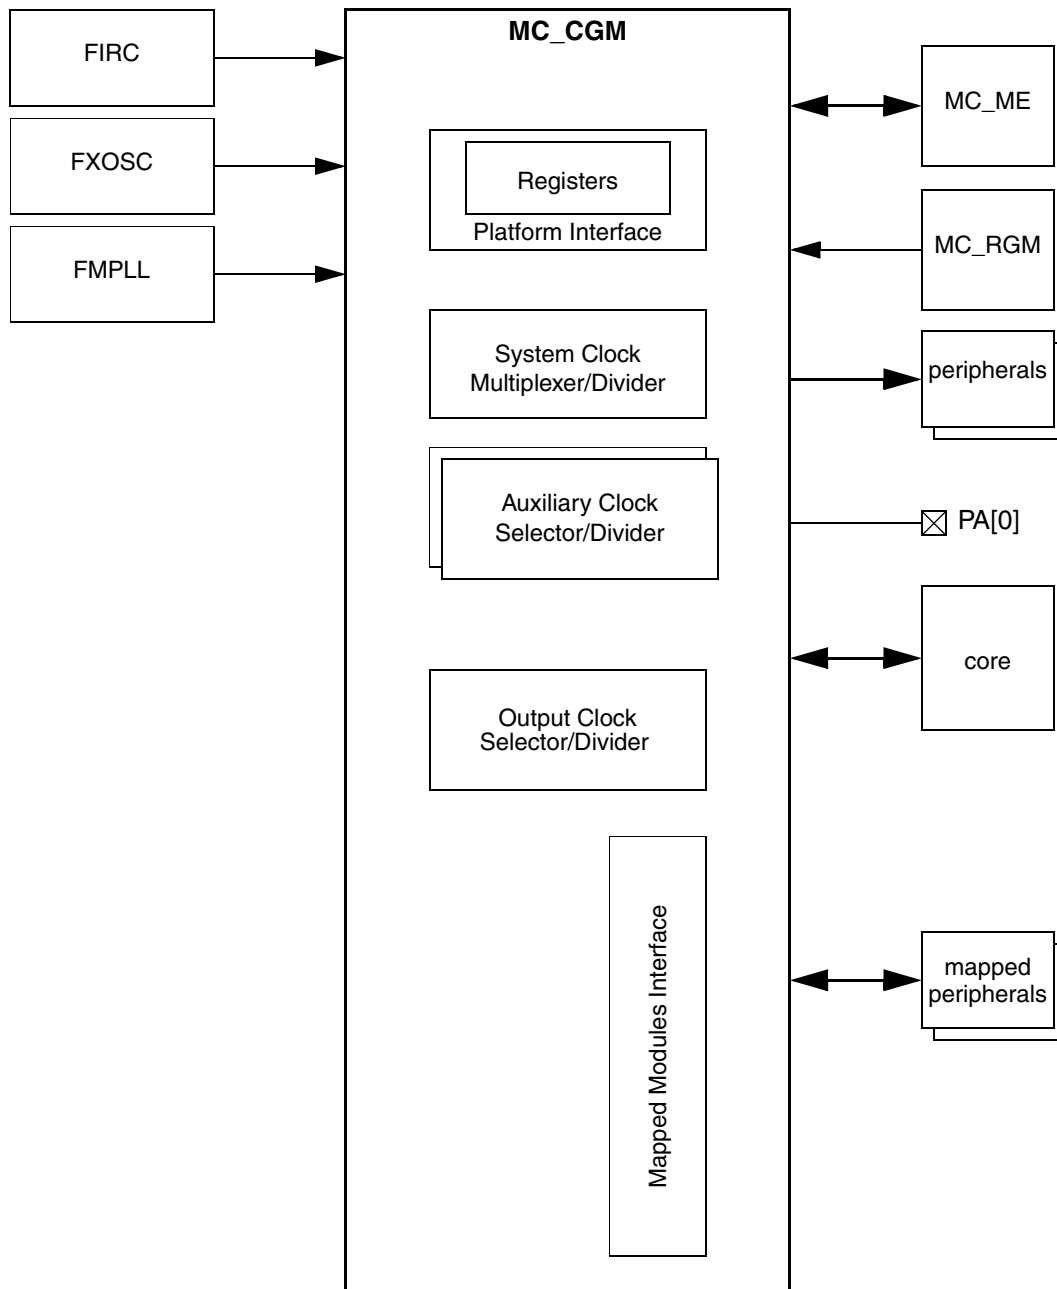 FIRC
FXOSC
FMPLL
MC_CGM
Registers
Platform Interface
System Clock
Multiplexer/Divider
Auxiliary Clock
Selector/Divider
Output Clock
Selector/Divider
Mapped Modules Interface
MC_ME
MC_RGM
peripherals
PA[0]
core
mapped
peripherals